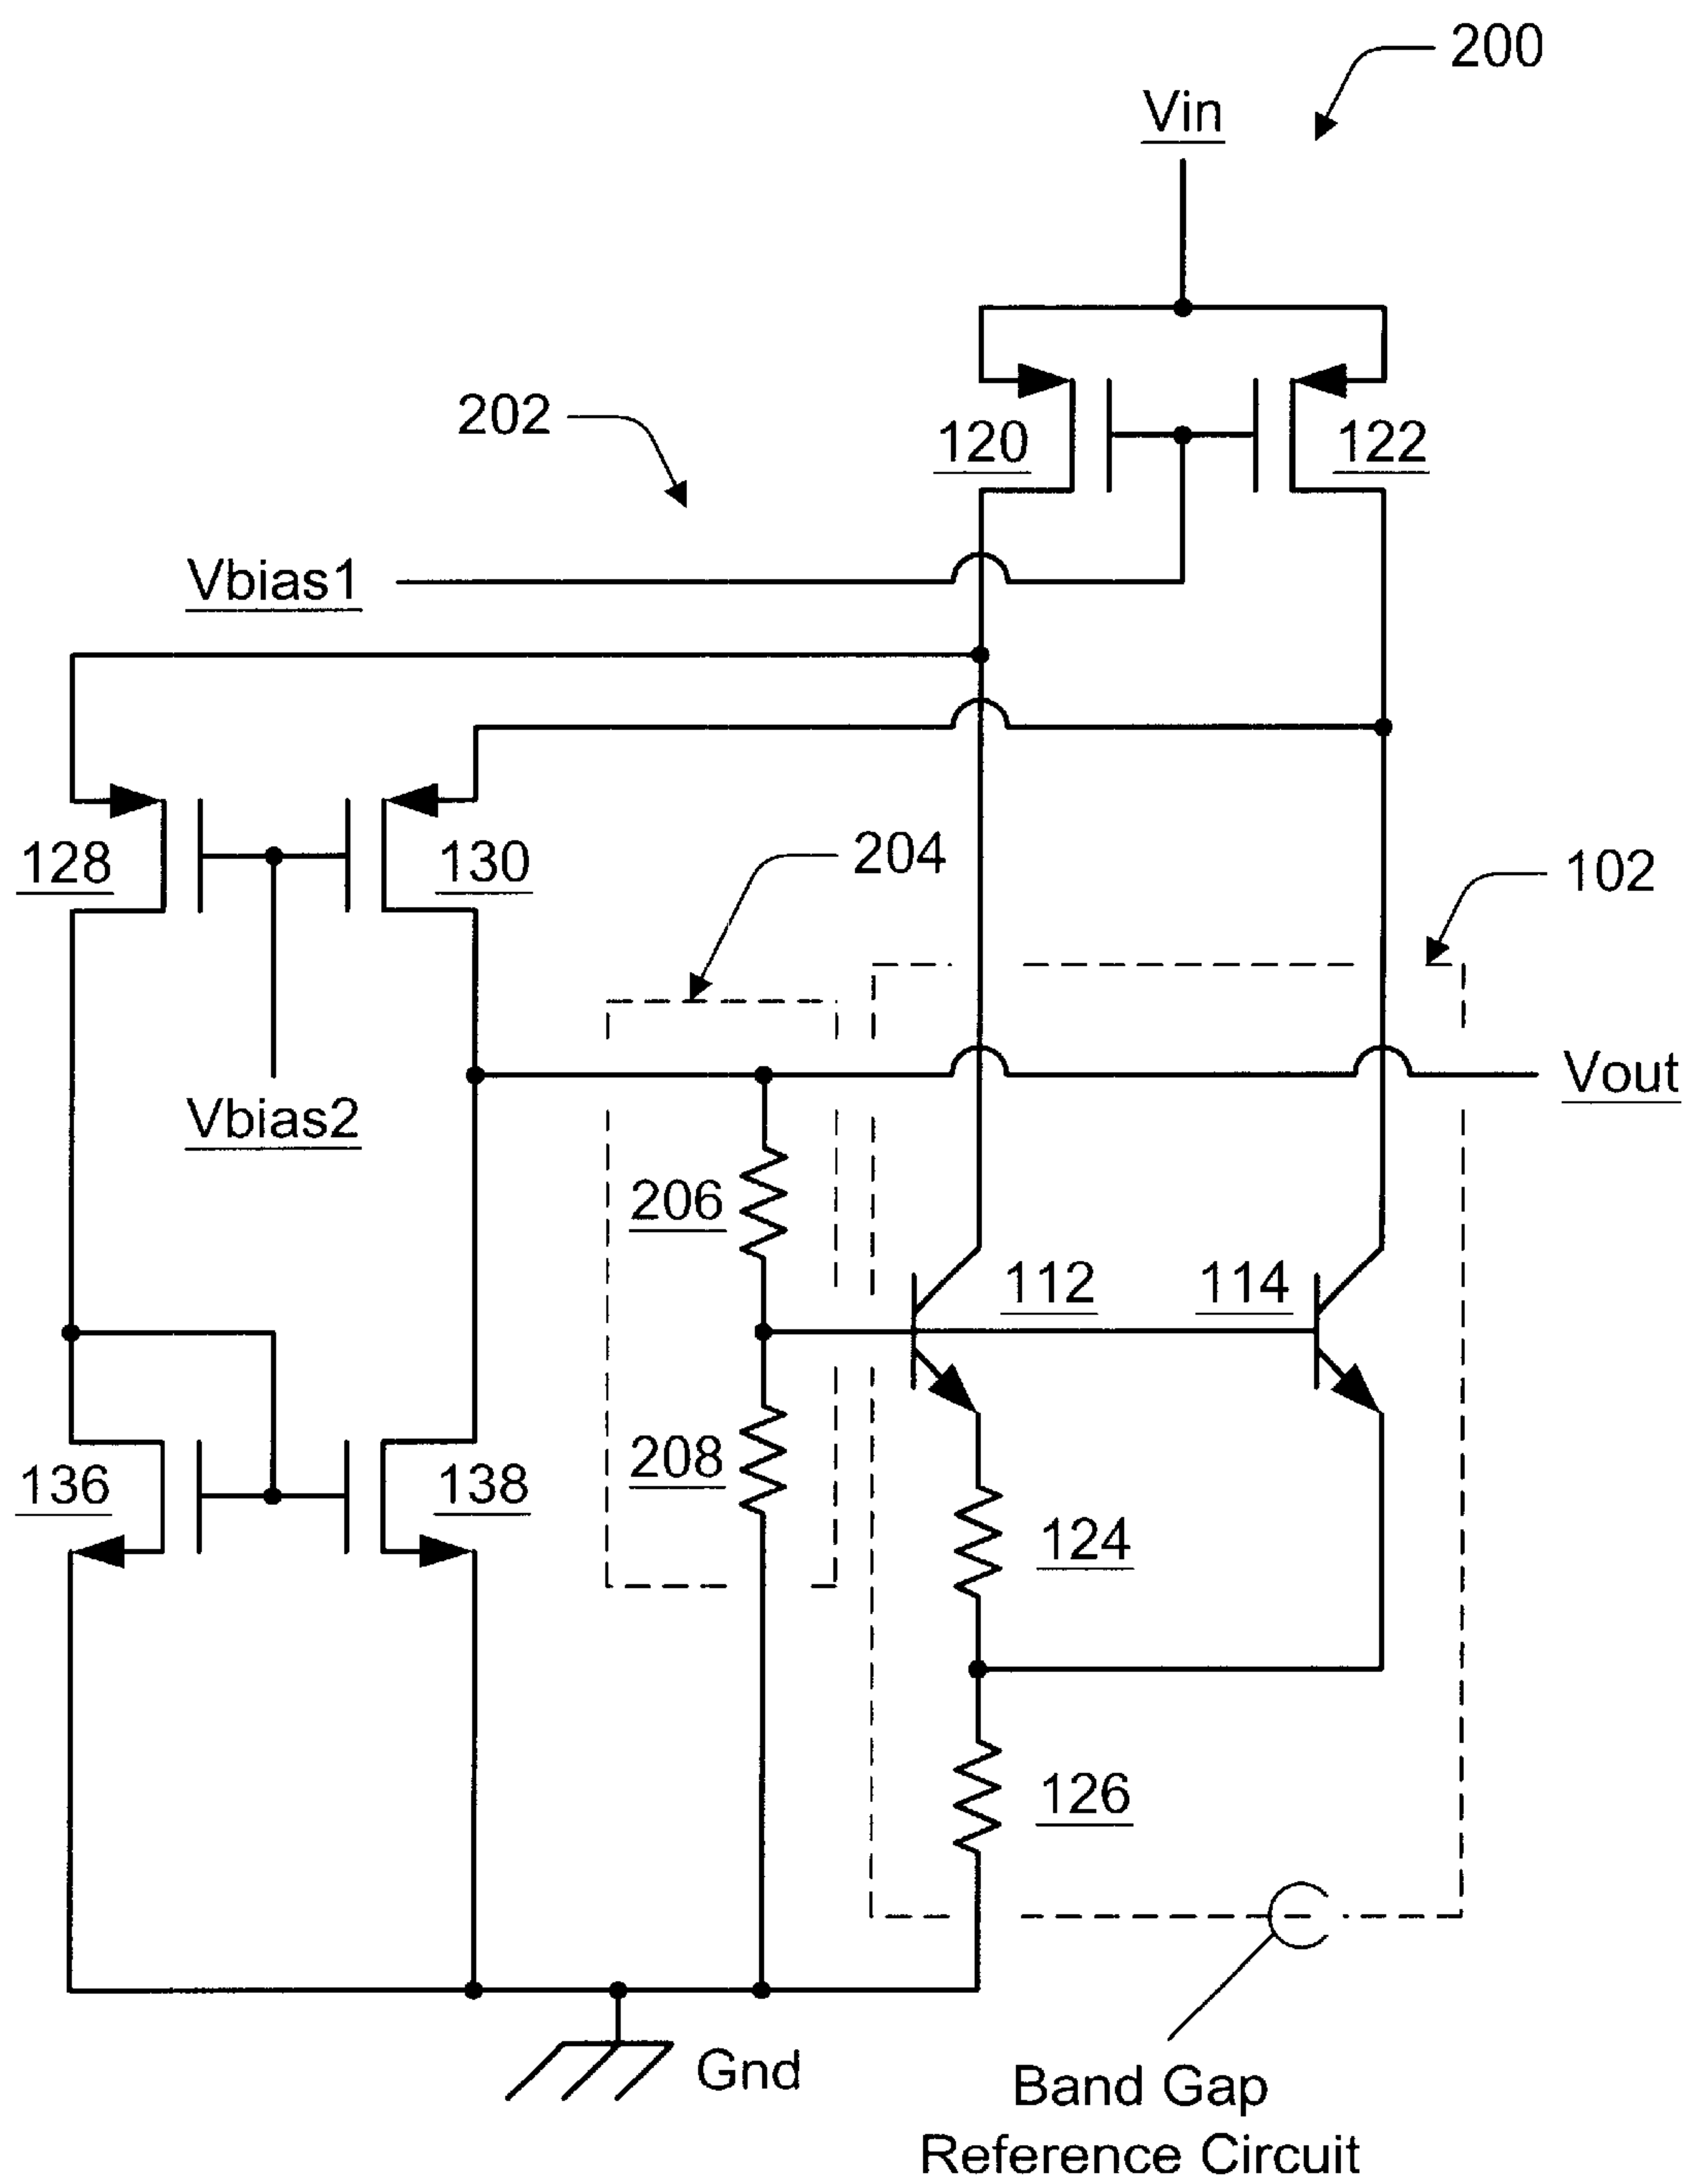 200
Vin
202
120
122
Vbias1
128
130
204
102
Vout
Vbias2
206
112
114
208
136
138
124
126
Gnd
Band Gap
Reference Circuit